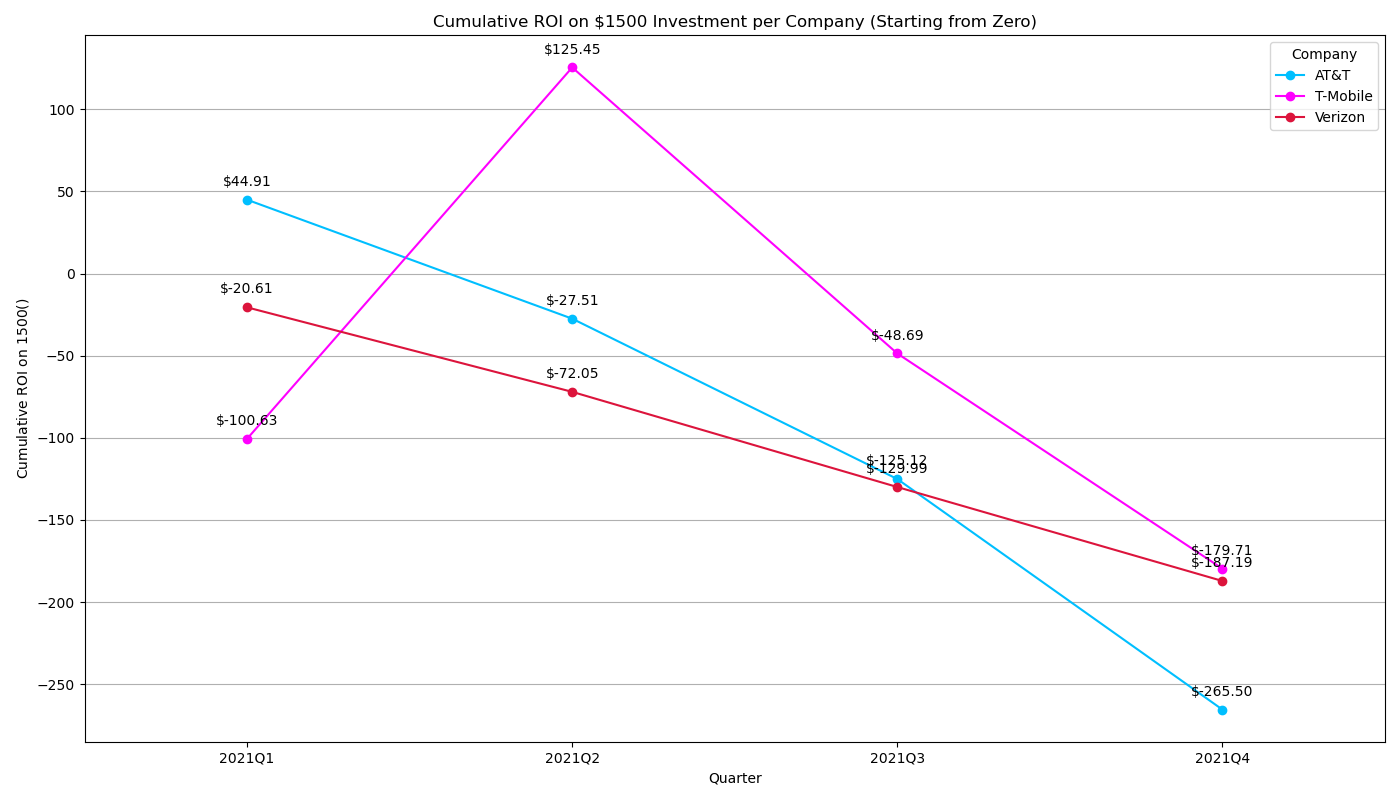 Cumulative ROI on $1500 Investment per Company (Starting from Zero)
Company
AT&T
T-Mobile
Verizon
Cumulative ROI on 1500()
100
50
0
−50
−100
−150
−200
−250
$44.91
$-27.51
$-125.12
$-265.50
$-100.63
$125.45
$-48.69
$-179.71
$-20.61
$-72.05
$-129.99
$-187.19
2021Q1
2021Q2
2021Q3
2021Q4
Quarter